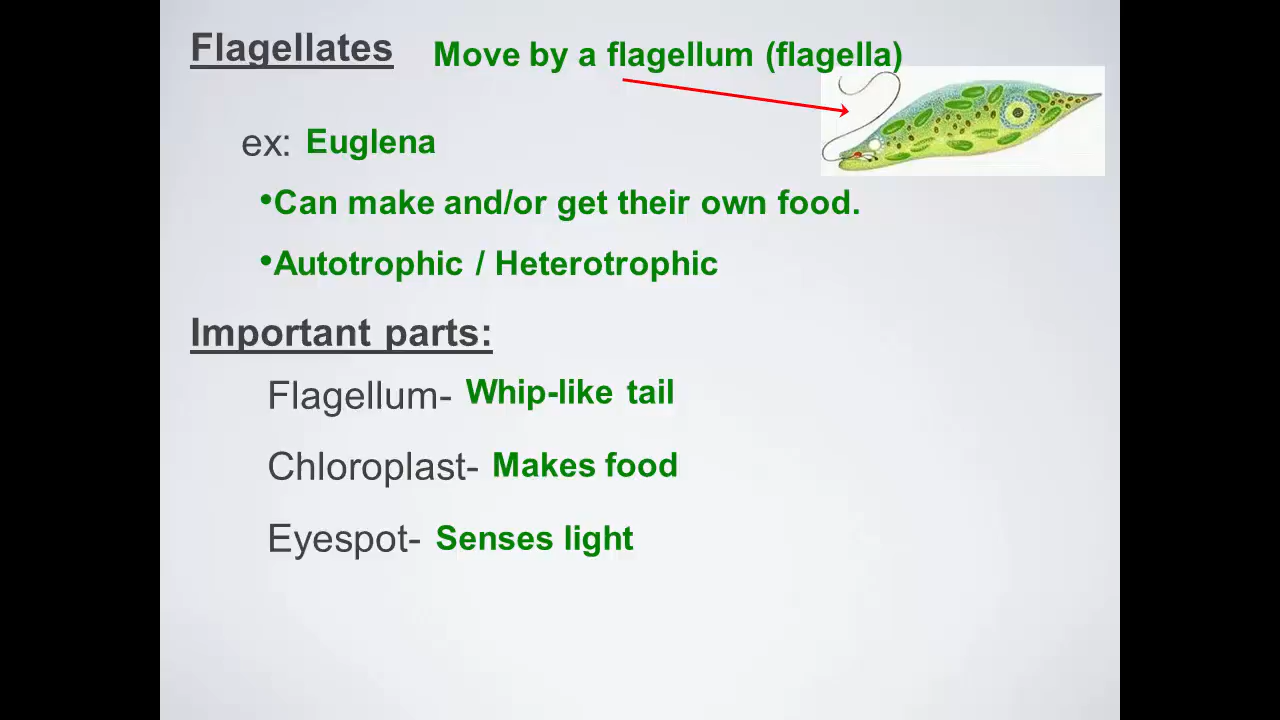 Flagellates Move by a flagellum (flagella)
ex: Euglena
•Can make and/or get their own food.
•Autotrophic / Heterotrophic
Important parts:
Flagellum- Whip-like tail
Chloroplast- Makes food
Eyespot- Senses light